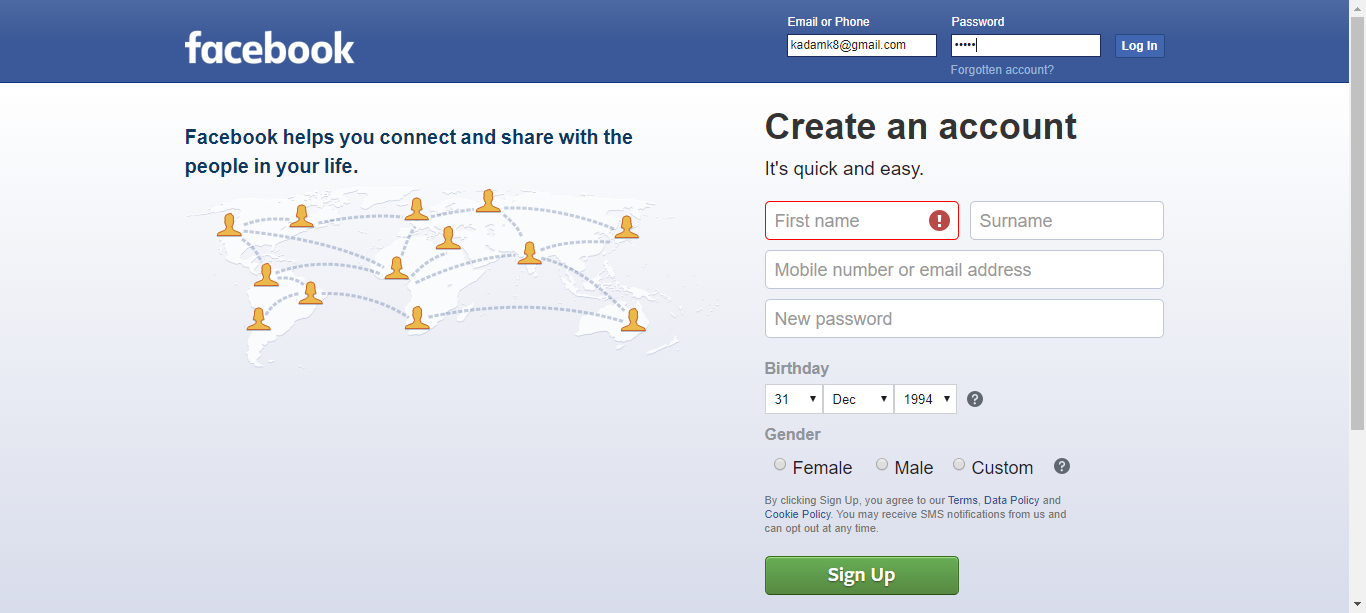 facebook
Email or Phone
Password
kadamk8@gmail.com
•••••
Log In
Forgotten account?
Facebook helps you connect and share with the
people in your life.
Create an account
It's quick and easy.
First name
Surname
Mobile number or email address
New password
Birthday
31 Dec 1994
Gender
Female Male Custom
By clicking Sign Up, you agree to our Terms, Data Policy and
Cookie Policy. You may receive SMS notifications from us and
can opt out at any time.
Sign Up